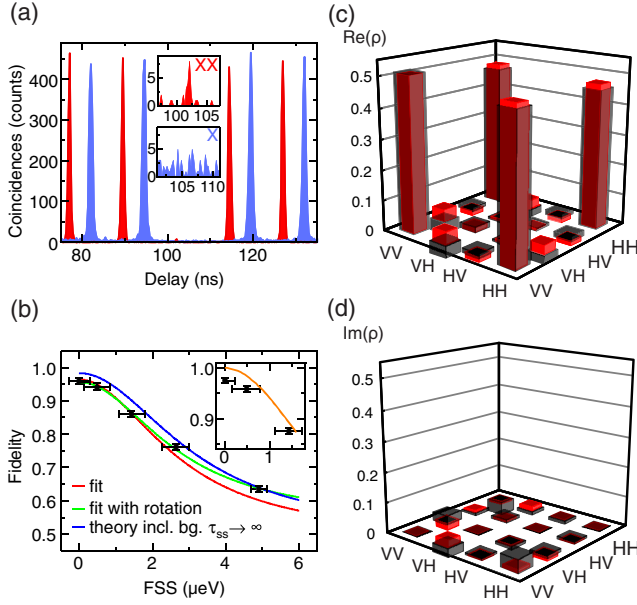 (a)
Coincidences (counts)
400
300
200
100
0
80
100
120
Delay (ns)
XX
5
0
100
105
X
5
0
105
110
(b)
Fidelity
1.0
0.9
0.8
0.7
0.6
0.5
0
2
4
6
FSS (μeV)
fit
fit with rotation
theory incl. bg. τss→ ∞
1.0
0.9
0
1
(c)
Re(ρ)
0.5
0.4
0.3
0.2
0.1
0
VV
VH
HV
HH
VV
VH
HV
HH
(d)
Im(ρ)
0.5
0.4
0.3
0.2
0.1
0
VV
VH
HV
HH
VV
VH
HV
HH